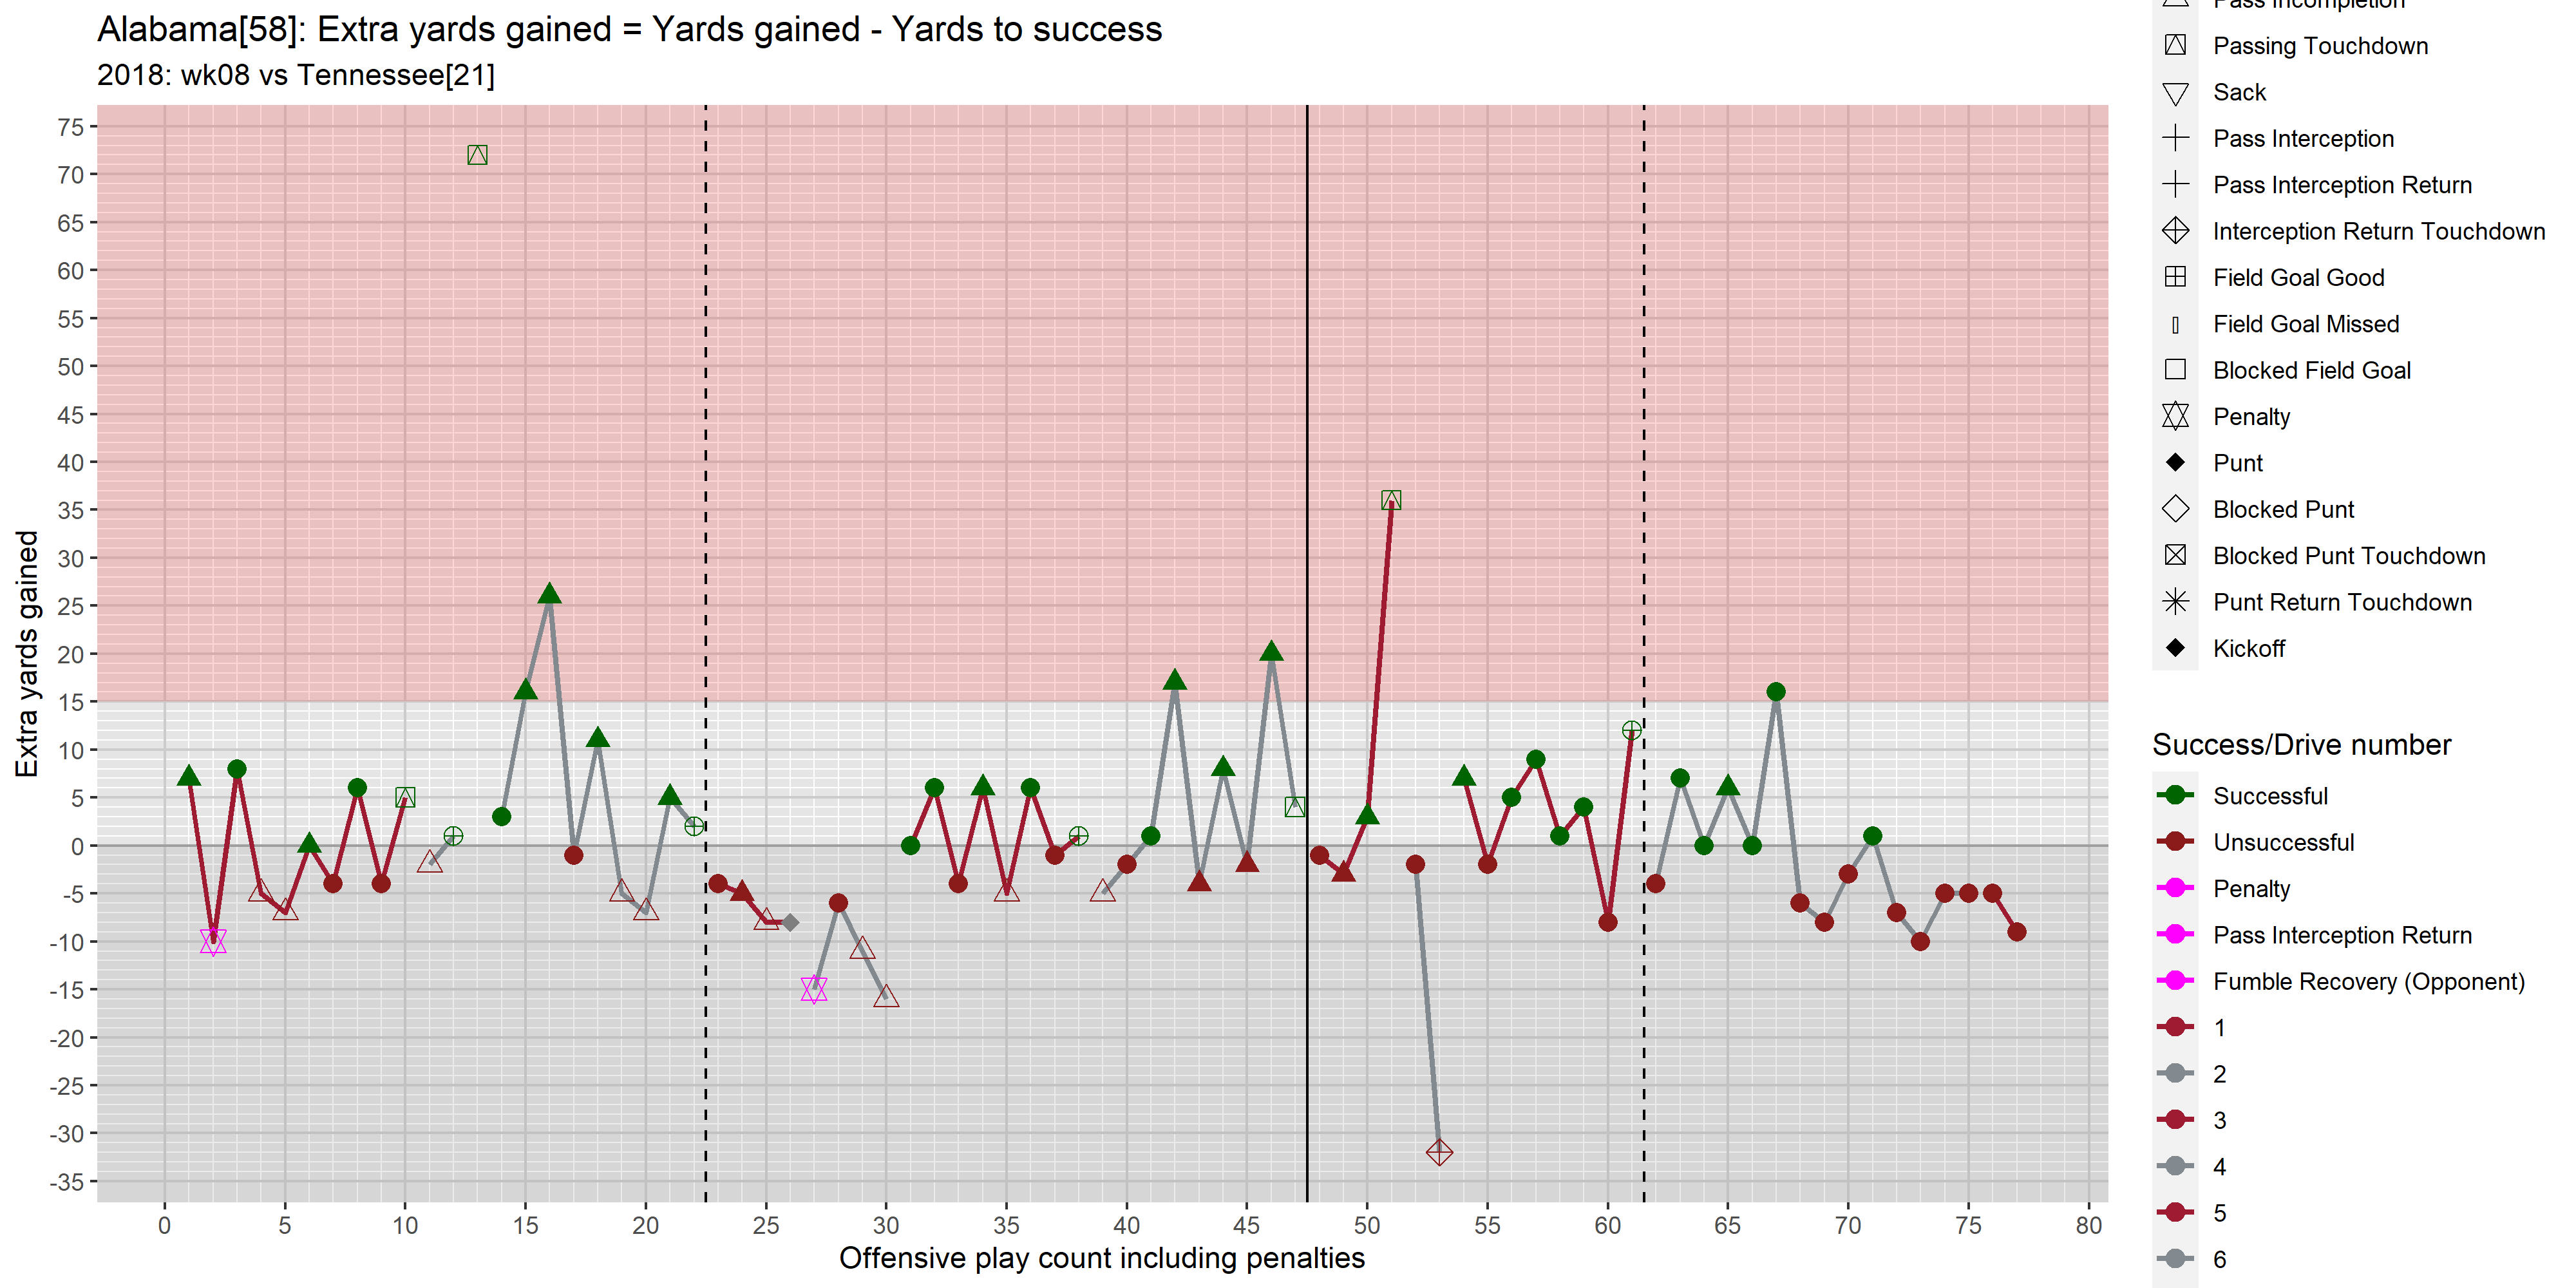 Alabama[58]: Extra yards gained = Yards gained - Yards to success
2018: wk08 vs Tennessee[21]
Extra yards gained
75
70
65
60
55
50
45
40
35
30
25
20
15
10
5
0
-5
-10
-15
-20
-25
-30
-35
0 5 10 15 20 25 30 35 40 45 50 55 60 65 70 75 80
Offensive play count including penalties
Pass Incompletion
Passing Touchdown
Sack
Pass Interception
Pass Interception Return
Interception Return Touchdown
Field Goal Good
Field Goal Missed
Blocked Field Goal
Penalty
Punt
Blocked Punt
Blocked Punt Touchdown
Punt Return Touchdown
Kickoff
Success/Drive number
Successful
Unsuccessful
Penalty
Pass Interception Return
Fumble Recovery (Opponent)
1
2
3
4
5
6